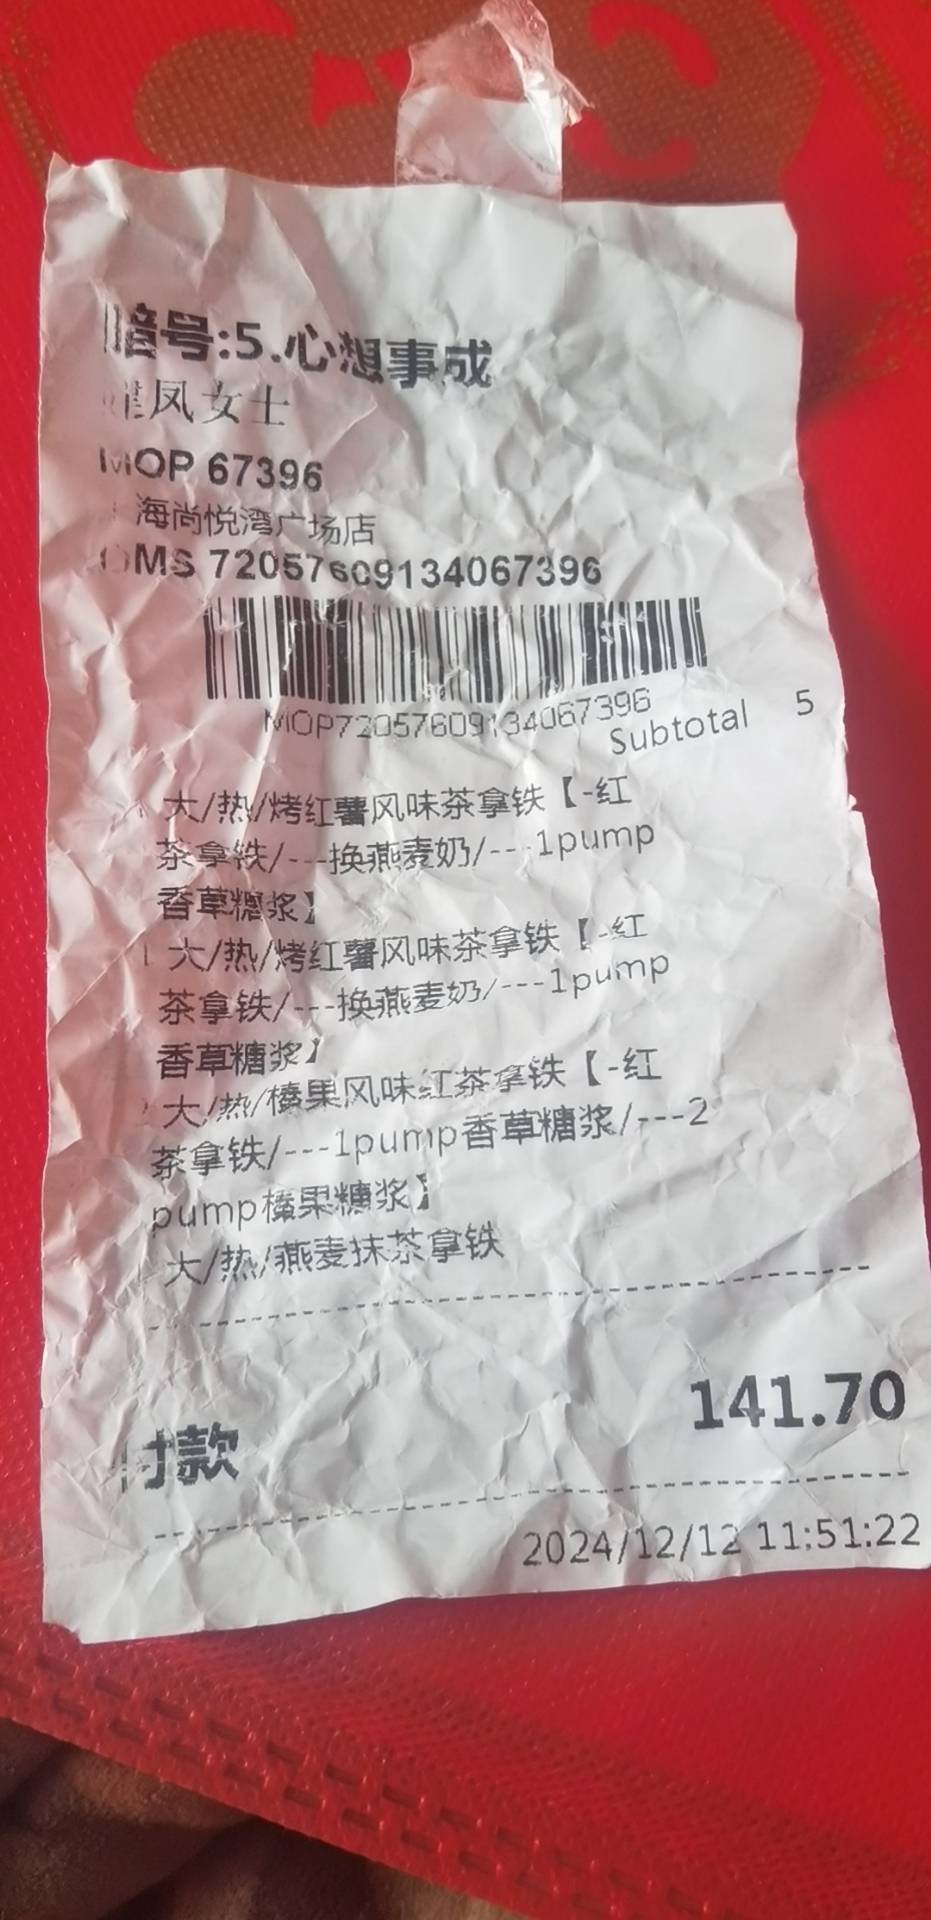 暗号:5.心想事成
凤女士
MOP 67396
海尚悦湾广场店
OMS 72057609134067396
MOP72057609134067396
Subtotal 5
大/热/烤红薯风味茶拿铁【-红
茶拿铁/---换燕麦奶/---1pump
香草糖浆】
1 大/热/烤红薯风味茶拿铁【-红
茶拿铁/---换燕麦奶/---1pump
香草糖浆】
大/热/榛果风味红茶拿铁【-红
茶拿铁/---1pump香草糖浆/---2
pump榛果糖浆】
大/热/燕麦抹茶拿铁
付款 141.70
2024/12/12 11:51:22